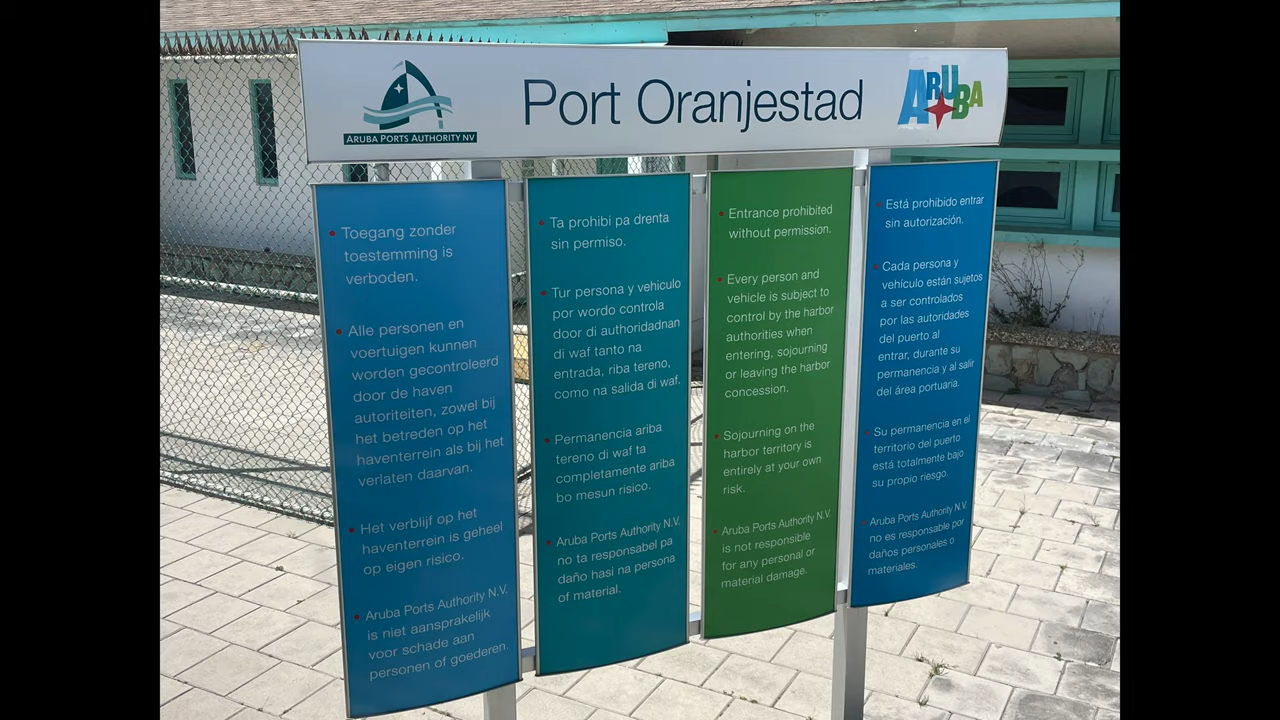 ARUBA PORTS AUTHORITY NV
Port Oranjestad
ARUBA
• Toegang zonder
toestemming is
verboden.
• Alle personen en
voertuigen kunnen
worden gecontroleerd
door de haven
autoriteiten, zowel bij
het betreden op het
haventerrein als bij het
verlaten daarvan.
• Het verblijf op het
haventerrein is geheel
op eigen risico.
• Aruba Ports Authority N.V.
is niet aansprakelijk
voor schade aan
personen of goederen.
• Ta prohibi pa drenta
sin permiso.
• Tur persona y vehiculo
por wordo controla
door di authoridadnan
di waf tanto na
entrada, riba tereno,
como na salida di waf.
• Permanencia ariba
tereno di waf ta
completamente ariba
bo mesun risico.
• Aruba Ports Authority N.V.
no ta responsabel pa
daño hasi na persona
of material.
• Entrance prohibited
without permission.
• Every person and
vehicle is subject to
control by the harbor
authorities when
entering, sojourning
or leaving the harbor
concession.
• Sojourning on the
harbor territory is
entirely at your own
risk.
• Aruba Ports Authority N.V.
is not responsible
for any personal or
material damage.
• Está prohibido entrar
sin autorización.
• Cada persona y
vehículo están sujetos
a ser controlados
por las autoridades
del puerto al
entrar, durante su
permanencia y al salir
del área portuaria.
• Su permanencia en el
territorio del puerto
está totalmente bajo
su propio riesgo.
• Aruba Ports Authority N.V.
no es responsable por
daños personales o
materiales.